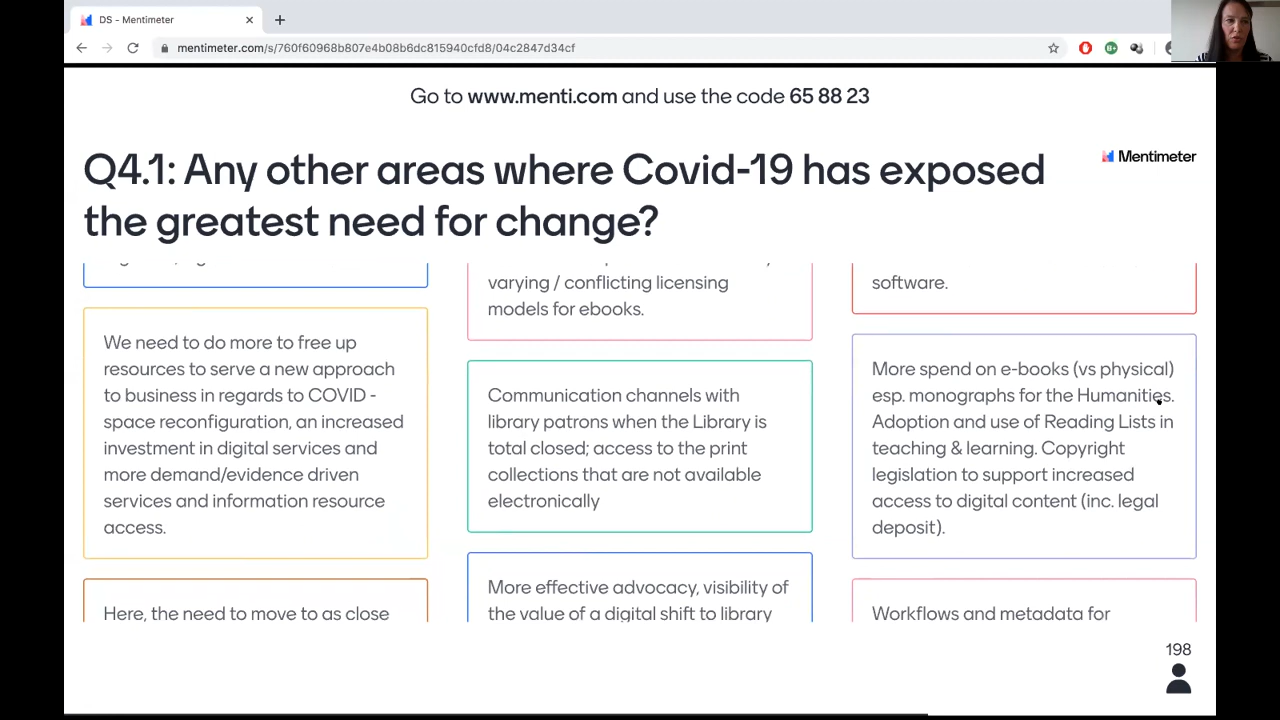 DS - Mentimeter
mentimeter.com/s/760f60968b807e4b08b6dc815940cfd8/04c2847d34cf
Go to www.menti.com and use the code 65 88 23
Q4.1: Any other areas where Covid-19 has exposed
the greatest need for change?
Mentimeter
We need to do more to free up
resources to serve a new approach
to business in regards to COVID -
space reconfiguration, an increased
investment in digital services and
more demand/evidence driven
services and information resource
access.
Here, the need to move to as close
varying / conflicting licensing
models for ebooks.
Communication channels with
library patrons when the Library is
total closed; access to the print
collections that are not available
electronically
More effective advocacy, visibility of
the value of a digital shift to library
software.
More spend on e-books (vs physical)
esp. monographs for the Humanities.
Adoption and use of Reading Lists in
teaching & learning. Copyright
legislation to support increased
access to digital content (inc. legal
deposit).
Workflows and metadata for
198